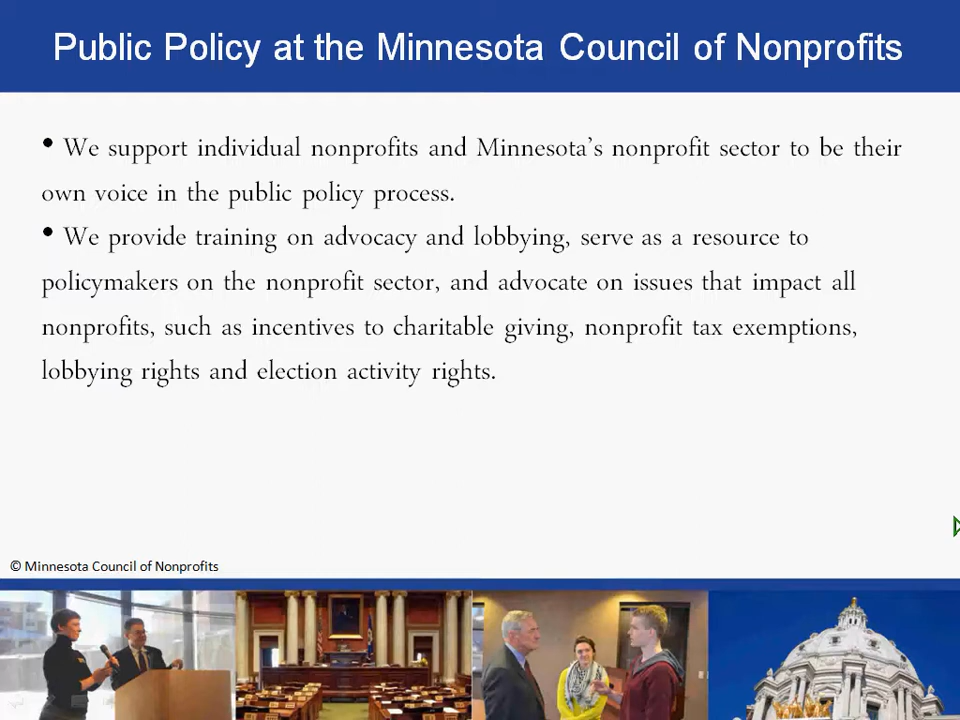 Public Policy at the Minnesota Council of Nonprofits
• We support individual nonprofits and Minnesota’s nonprofit sector to be their
own voice in the public policy process.
• We provide training on advocacy and lobbying, serve as a resource to
policymakers on the nonprofit sector, and advocate on issues that impact all
nonprofits, such as incentives to charitable giving, nonprofit tax exemptions,
lobbying rights and election activity rights.
© Minnesota Council of Nonprofits